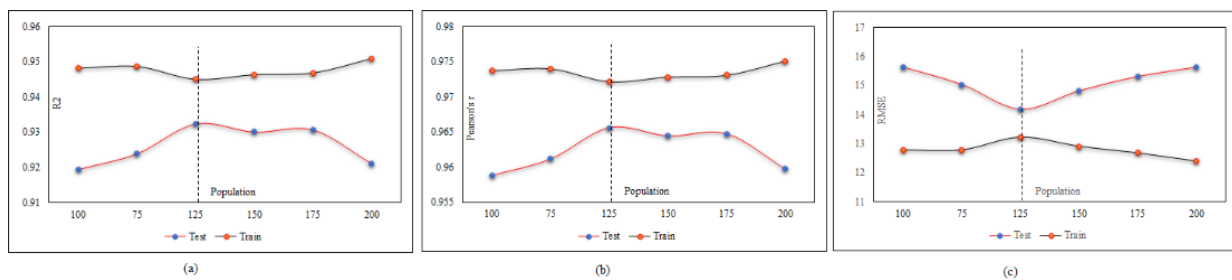 0.96
0.95
0.94
0.93
0.92
0.91
R2
Population
100 75 125 150 175 200
Test Train
(a)
0.98
0.975
0.97
0.965
0.96
0.955
Pearson's r
Population
100 75 125 150 175 200
Test Train
(b)
17
16
15
14
13
12
11
RMSE
Population
100 75 125 150 175 200
Test Train
(c)